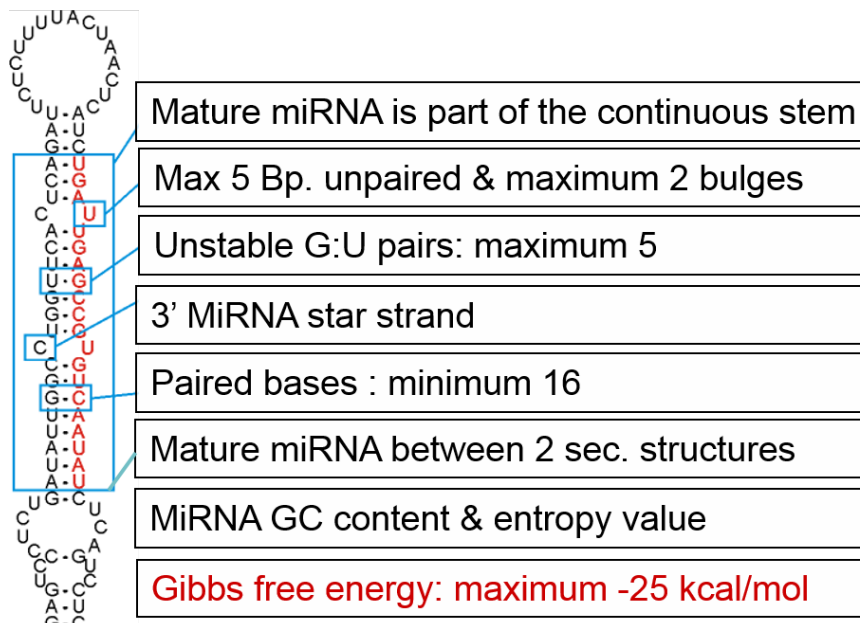 Mature miRNA is part of the continuous stem
Max 5 Bp. unpaired & maximum 2 bulges
Unstable G:U pairs: maximum 5
3’ MiRNA star strand
Paired bases : minimum 16
Mature miRNA between 2 sec. structures
MiRNA GC content & entropy value
Gibbs free energy: maximum -25 kcal/mol